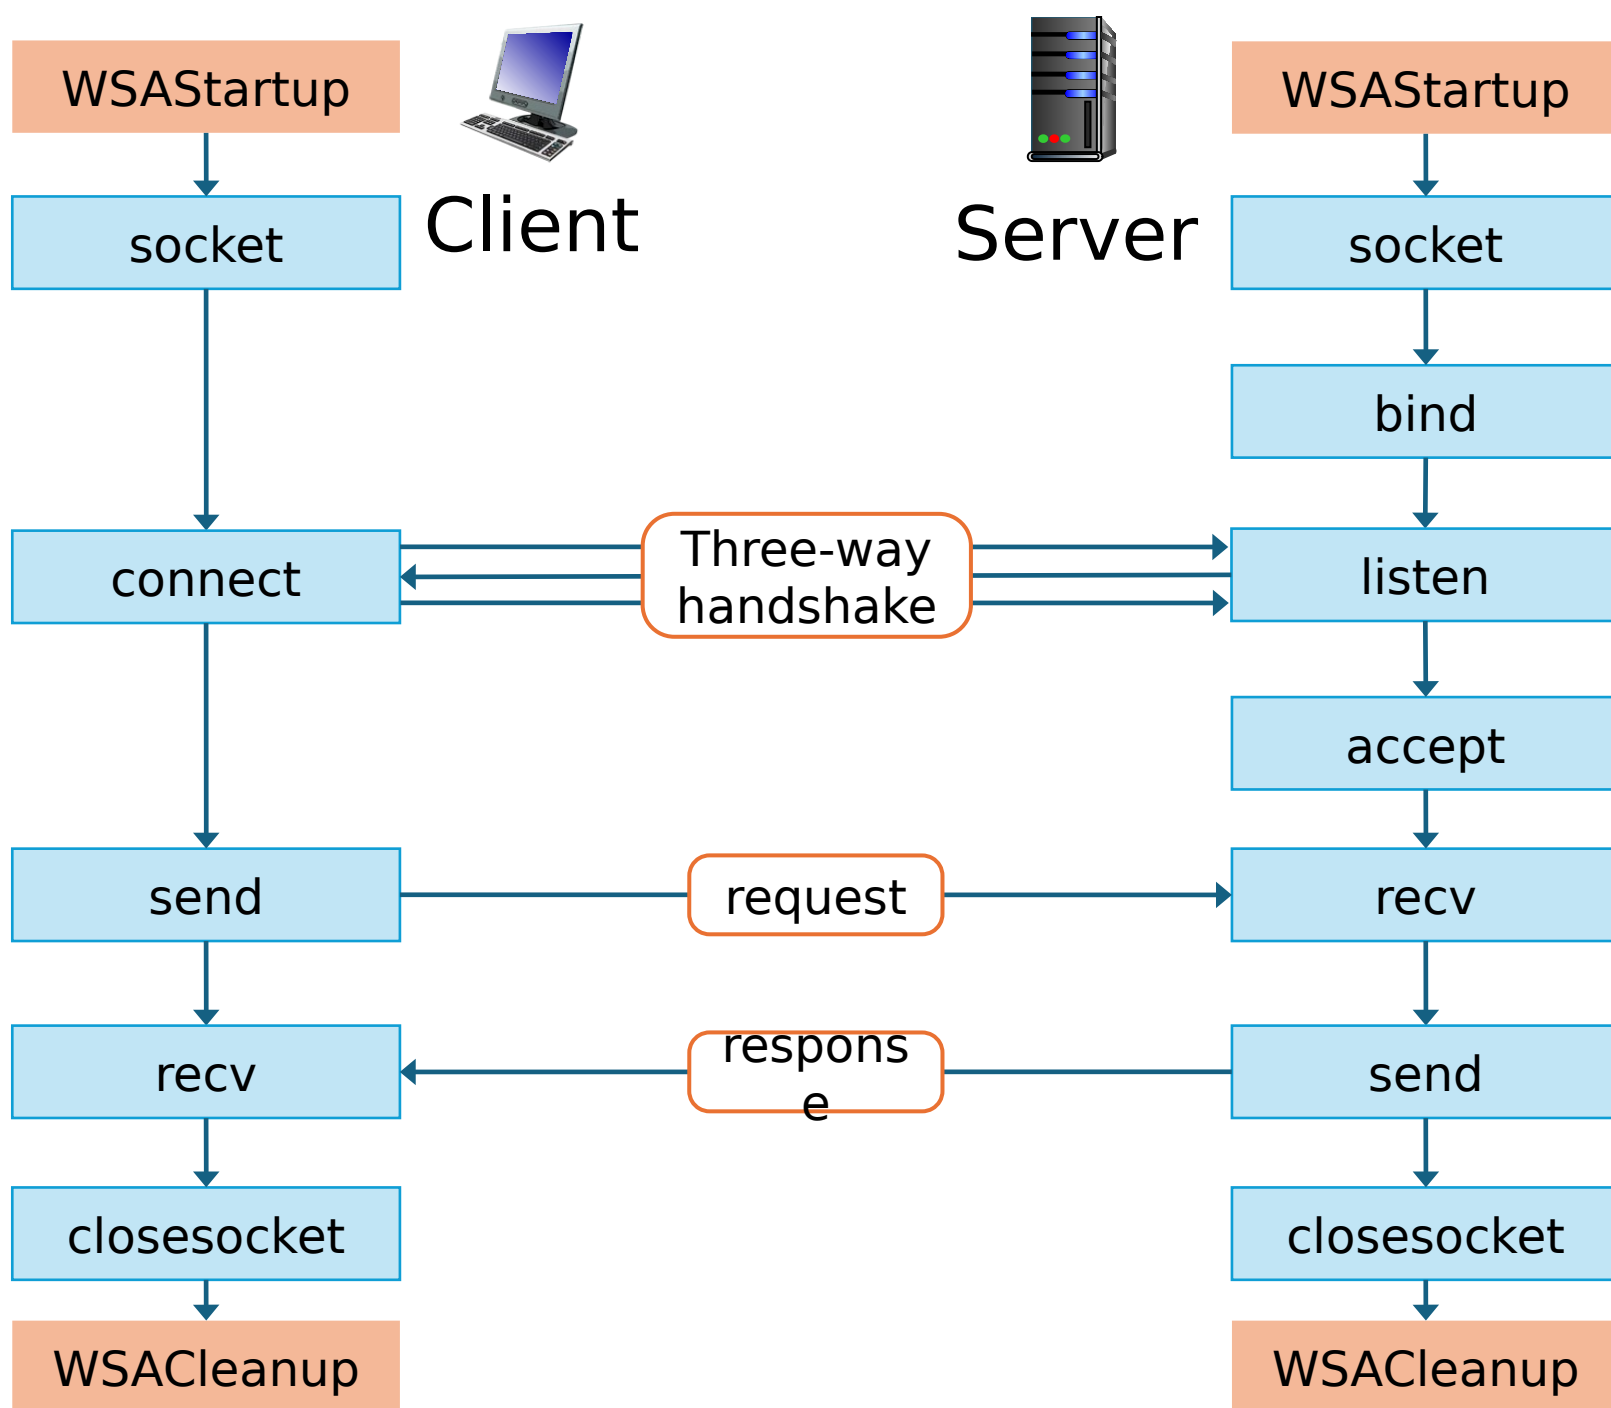 WSAStartup
WSAStartup
Client
Server
socket
socket
bind
Three-way
handshake
connect
listen
accept
send
request
recv
recv
respons
e
send
closesocket
closesocket
WSACleanup
WSACleanup